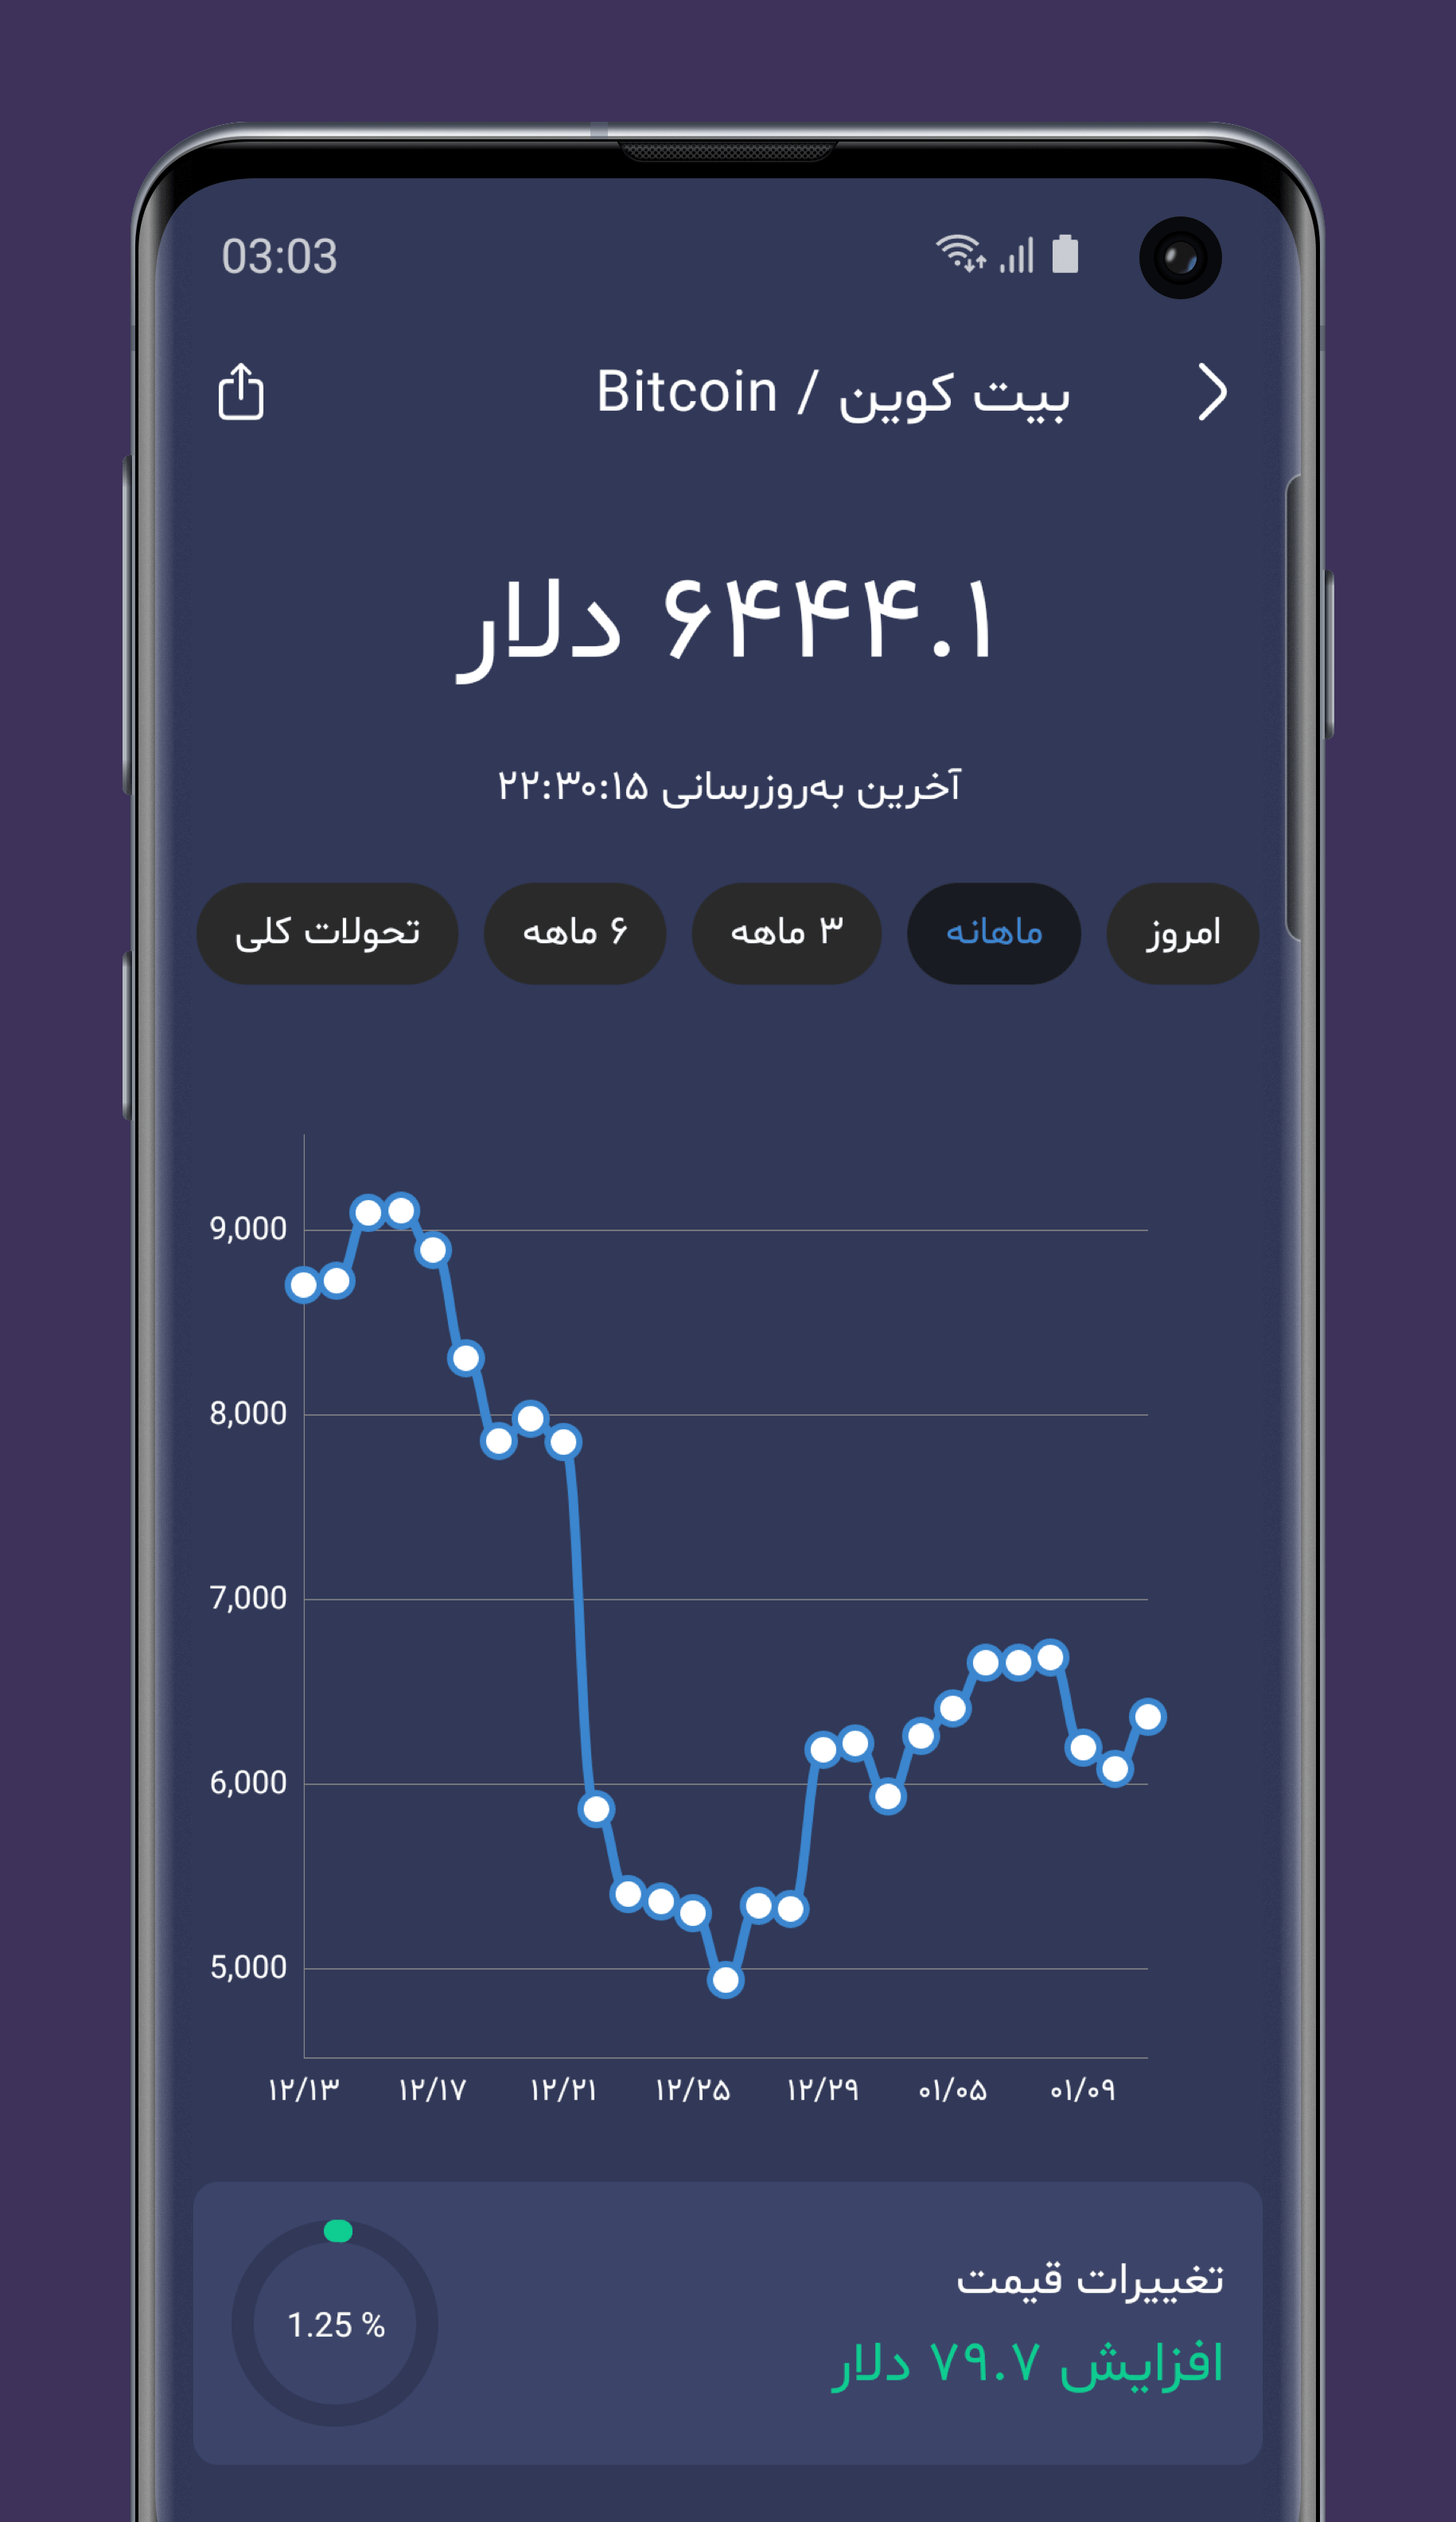 03:03
بیت کوین / Bitcoin
۶۴۴۴.۱ دلار
آخرین به‌روزرسانی ۲۲:۳۰:۱۵
امروز
ماهانه
۳ ماهه
۶ ماهه
تحولات کلی
9,000
8,000
7,000
6,000
5,000
۱۲/۱۳
۱۲/۱۷
۱۲/۲۱
۱۲/۲۵
۱۲/۲۹
۰۱/۰۵
۰۱/۰۹
تغییرات قیمت
افزایش ۷۹.۷ دلار
1.25 %